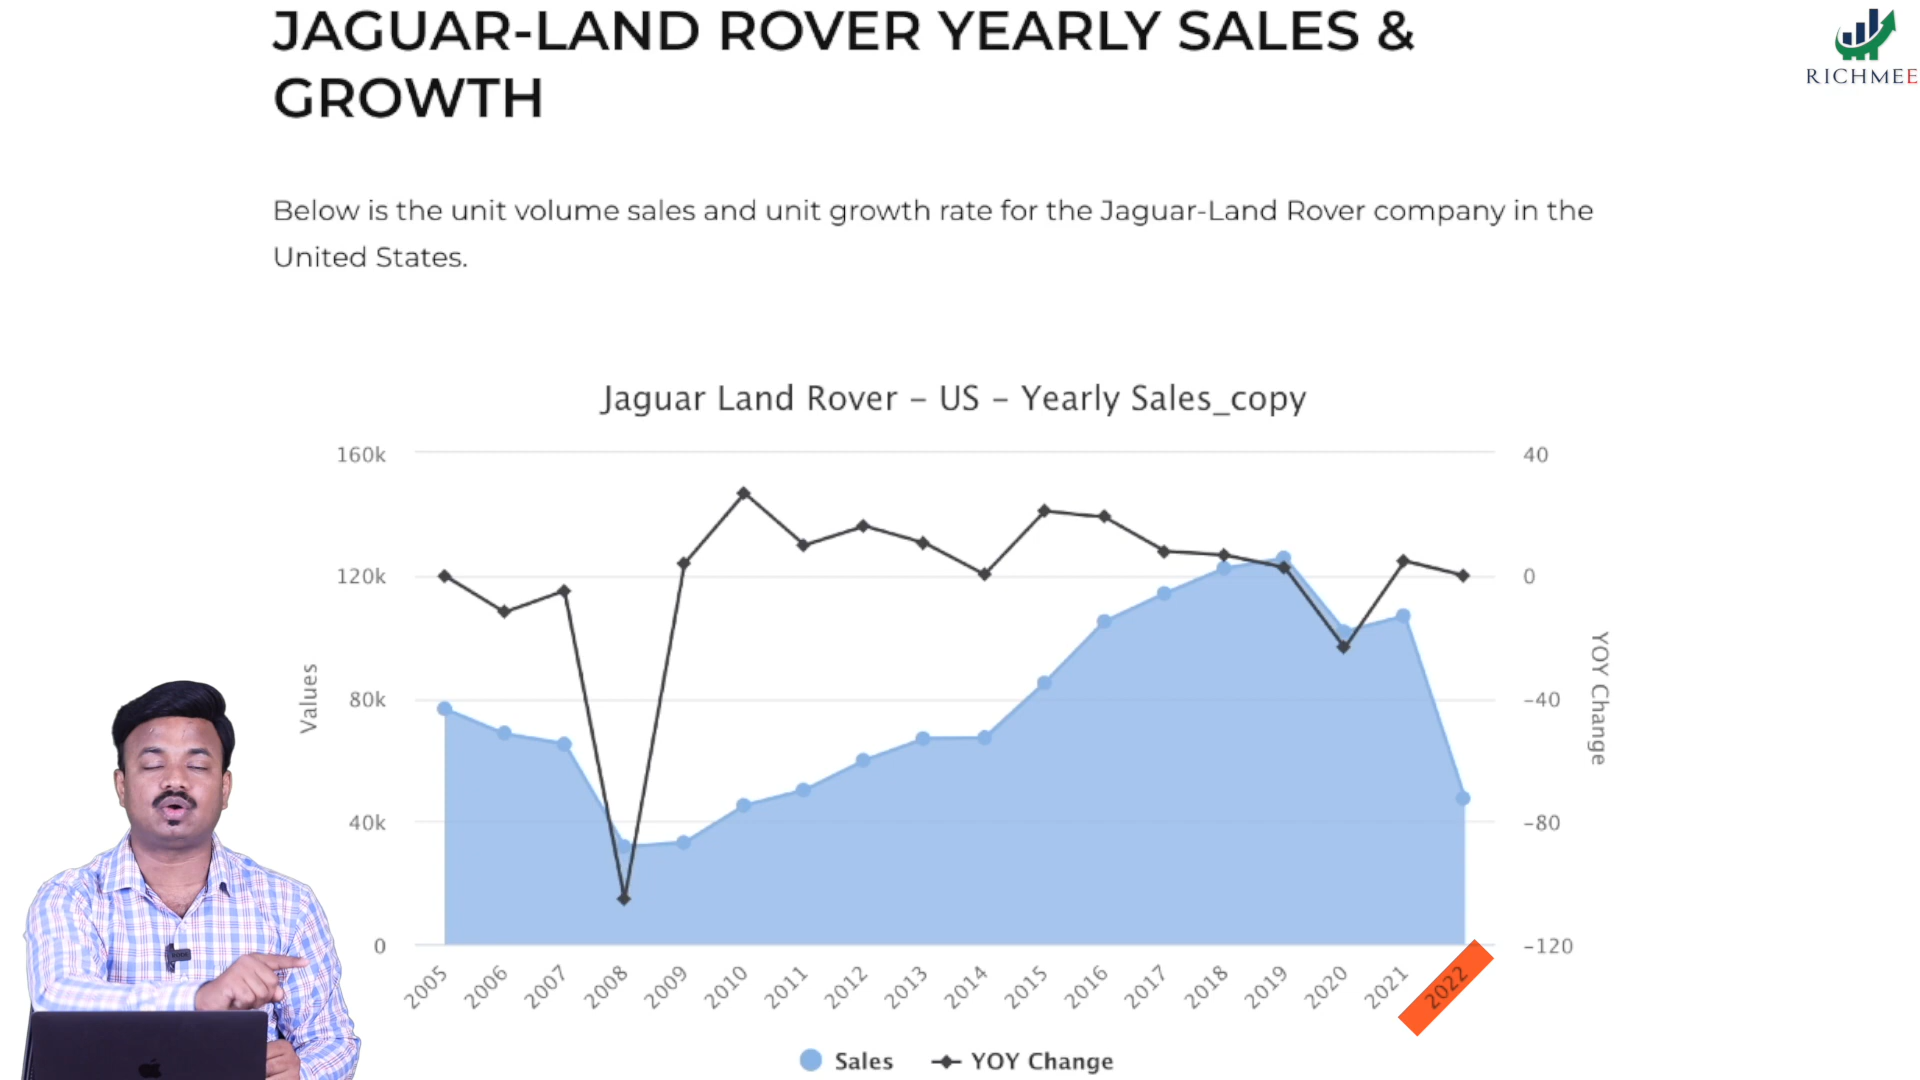 JAGUAR-LAND ROVER YEARLY SALES &
GROWTH
RICHMEE
Below is the unit volume sales and unit growth rate for the Jaguar-Land Rover company in the
United States.
Jaguar Land Rover – US – Yearly Sales_copy
160k
120k
80k
40k
0
Values
40
0
-40
-80
-120
YOY Change
2005
2006
2007
2008
2009
2010
2011
2012
2013
2014
2015
2016
2017
2018
2019
2020
2021
2022
Sales
YOY Change